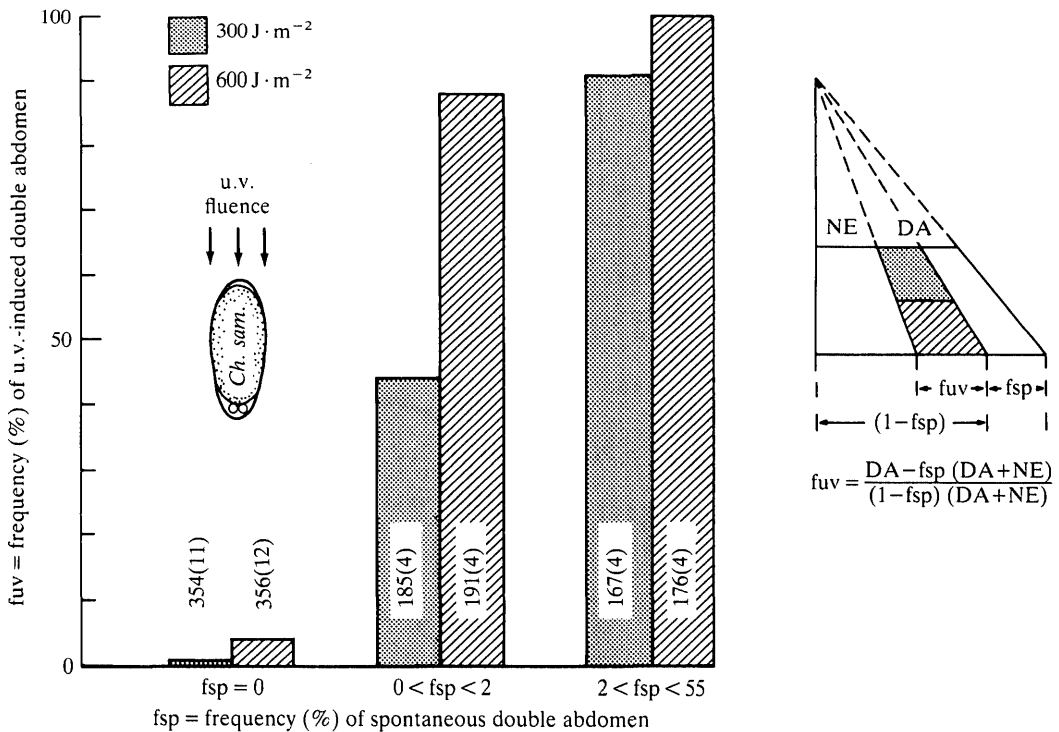 100
50
0
fuv = frequency (%) of u.v.-induced double abdomen
300 J · m⁻²
600 J · m⁻²
u.v.
fluence
Ch. sam.
354(11)
356(12)
185(4)
191(4)
167(4)
176(4)
fsp = 0
0 < fsp < 2
2 < fsp < 55
fsp = frequency (%) of spontaneous double abdomen
NE
DA
fuv
fsp
(1−fsp)
fuv = DA−fsp (DA+NE)
(1−fsp) (DA+NE)